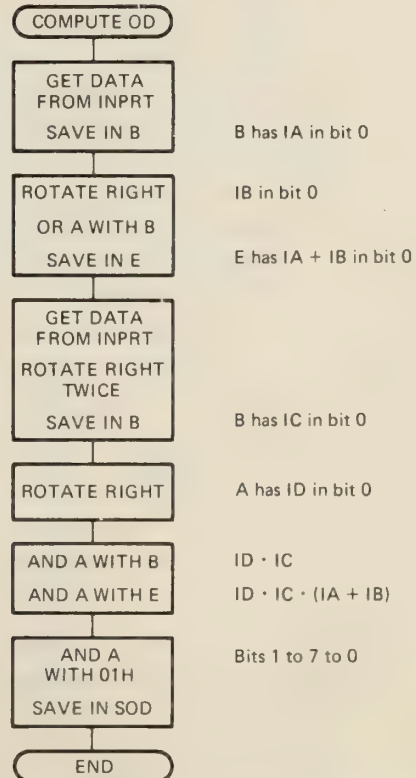 COMPUTE OD
GET DATA
FROM INPRT
SAVE IN B
B has IA in bit 0
ROTATE RIGHT
IB in bit 0
OR A WITH B
SAVE IN E
E has IA + IB in bit 0
GET DATA
FROM INPRT
ROTATE RIGHT
TWICE
SAVE IN B
B has IC in bit 0
ROTATE RIGHT
A has ID in bit 0
AND A WITH B
ID · IC
AND A WITH E
ID · IC · (IA + IB)
AND A
WITH 01H
Bits 1 to 7 to 0
SAVE IN SOD
END